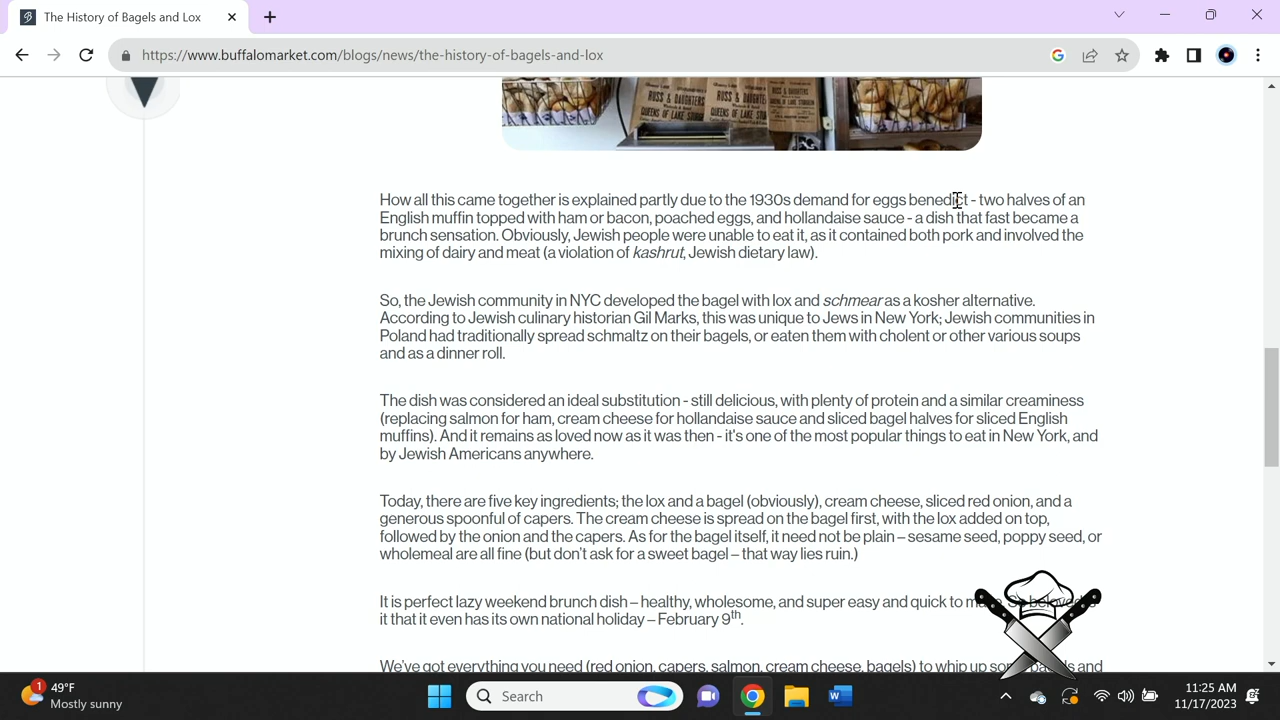 The History of Bagels and Lox
https://www.buffalomarket.com/blogs/news/the-history-of-bagels-and-lox
RUSS & DAUGHTERS
QUEENS OF LAKE
How all this came together is explained partly due to the 1930s demand for eggs benedict - two halves of an
English muffin topped with ham or bacon, poached eggs, and hollandaise sauce - a dish that fast became a
brunch sensation. Obviously, Jewish people were unable to eat it, as it contained both pork and involved the
mixing of dairy and meat (a violation of kashrut, Jewish dietary law).
So, the Jewish community in NYC developed the bagel with lox and schmear as a kosher alternative.
According to Jewish culinary historian Gil Marks, this was unique to Jews in New York; Jewish communities in
Poland had traditionally spread schmaltz on their bagels, or eaten them with cholent or other various soups
and as a dinner roll.
The dish was considered an ideal substitution - still delicious, with plenty of protein and a similar creaminess
(replacing salmon for ham, cream cheese for hollandaise sauce and sliced bagel halves for sliced English
muffins). And it remains as loved now as it was then - it's one of the most popular things to eat in New York, and
by Jewish Americans anywhere.
Today, there are five key ingredients; the lox and a bagel (obviously), cream cheese, sliced red onion, and a
generous spoonful of capers. The cream cheese is spread on the bagel first, with the lox added on top,
followed by the onion and the capers. As for the bagel itself, it need not be plain – sesame seed, poppy seed, or
wholemeal are all fine (but don't ask for a sweet bagel – that way lies ruin.)
It is perfect lazy weekend brunch dish – healthy, wholesome, and super easy and quick to
it that it even has its own national holiday – February 9th.
We've got everything you need (red onion, capers, salmon, cream cheese, bagels) to whip up and
1
49°F
Mostly sunny
Search
11:25 AM
11/17/2023